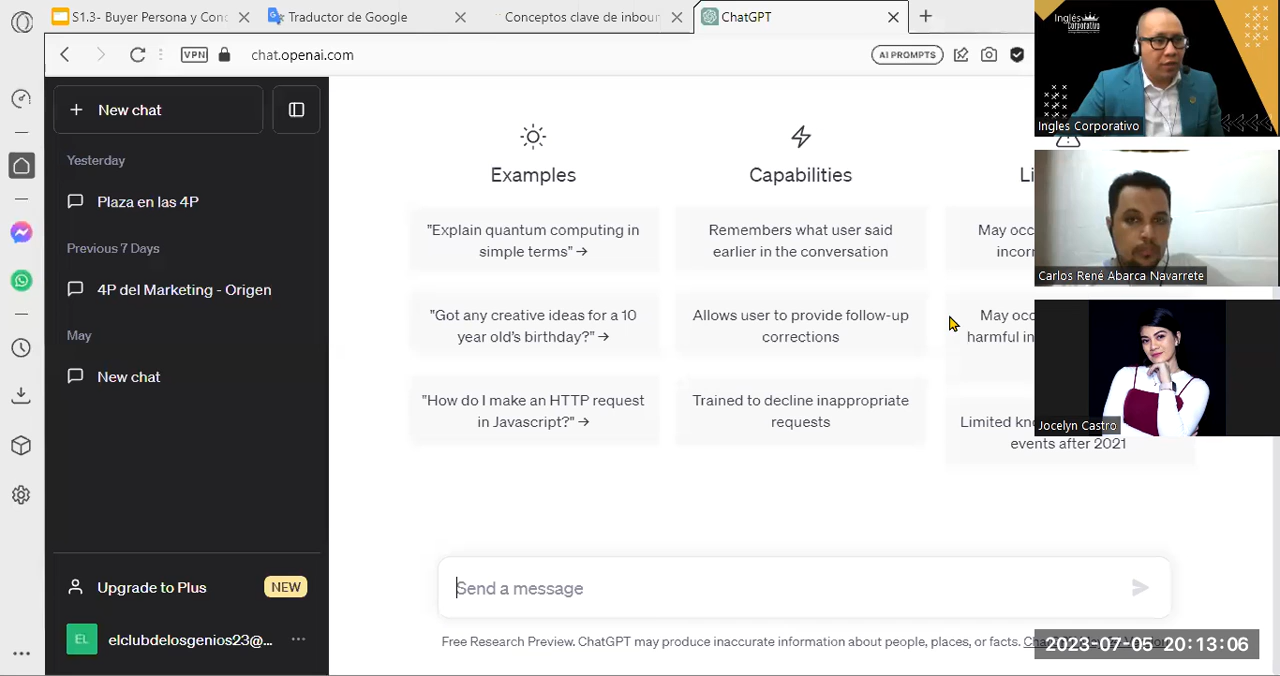 S1.3- Buyer Persona y Con
Traductor de Google
Conceptos clave de inbour
ChatGPT
VPN
chat.openai.com
AI PROMPTS
New chat
Yesterday
Plaza en las 4P
Previous 7 Days
4P del Marketing - Origen
May
New chat
Upgrade to Plus
NEW
EL
elclubdelosgenios23@...
Examples
"Explain quantum computing in
simple terms" →
"Got any creative ideas for a 10
year old's birthday?" →
"How do I make an HTTP request
in Javascript?" →
Capabilities
Remembers what user said
earlier in the conversation
Allows user to provide follow-up
corrections
Trained to decline inappropriate
requests
Li
May occ
incorr
May occ
harmful in
Limited kn
events after 2021
Send a message
Free Research Preview. ChatGPT may produce inaccurate information about people, places, or facts.
Inglés
Corporativo
Ingles Corporativo
Carlos René Abarca Navarrete
Jocelyn Castro
2023-07-05 20:13:06